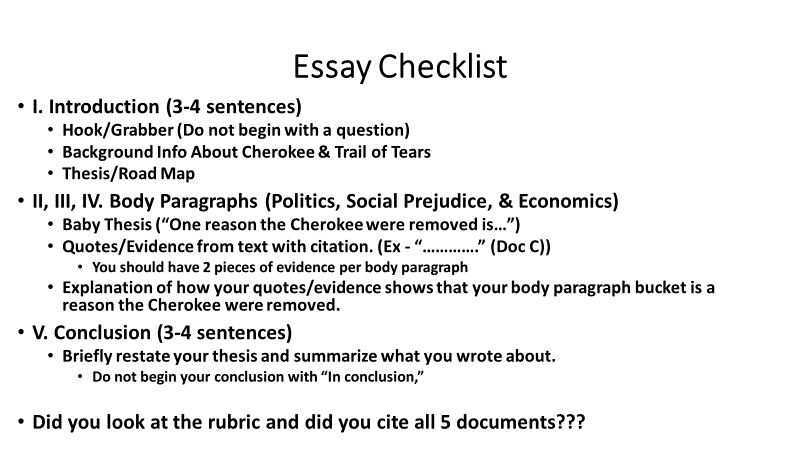 Essay Checklist
• I. Introduction (3-4 sentences)
• Hook/Grabber (Do not begin with a question)
• Background Info About Cherokee & Trail of Tears
• Thesis/Road Map
• II, III, IV. Body Paragraphs (Politics, Social Prejudice, & Economics)
• Baby Thesis (“One reason the Cherokee were removed is…”)
• Quotes/Evidence from text with citation. (Ex - “………….” (Doc C))
• You should have 2 pieces of evidence per body paragraph
• Explanation of how your quotes/evidence shows that your body paragraph bucket is a
reason the Cherokee were removed.
• V. Conclusion (3-4 sentences)
• Briefly restate your thesis and summarize what you wrote about.
• Do not begin your conclusion with “In conclusion,”
• Did you look at the rubric and did you cite all 5 documents???